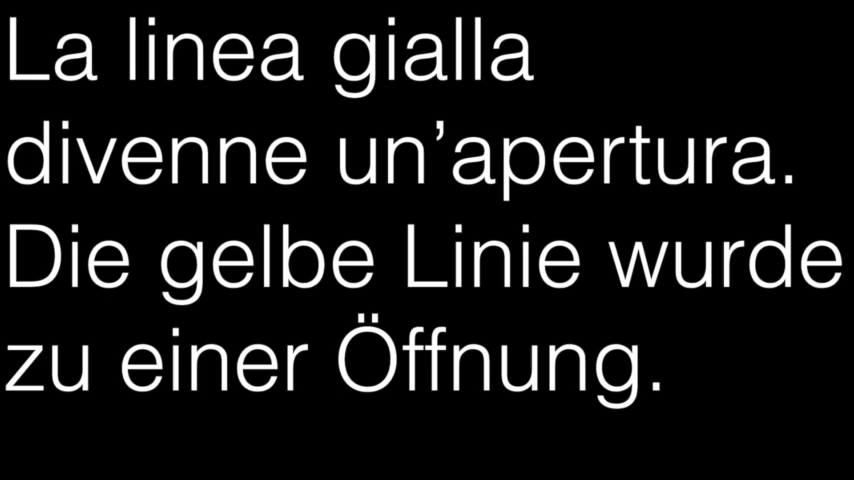 La linea gialla
divenne un’apertura.
Die gelbe Linie wurde
zu einer Öffnung.